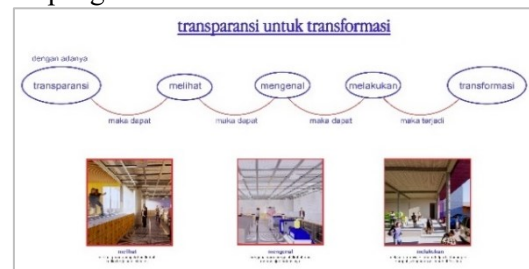 transparansi untuk transformasi
dengan adanya
transparansi
melihat
mengenal
melakukan
transformasi
maka dapat
maka dapat
maka dapat
maka terjadi
melihat
mengenal
melakukan